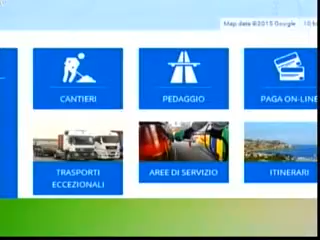 Map data ©2015 Google
CANTIERI
PEDAGGIO
PAGA ON-LINE
TRASPORTI
ECCEZIONALI
AREE DI SERVIZIO
ITINERARI